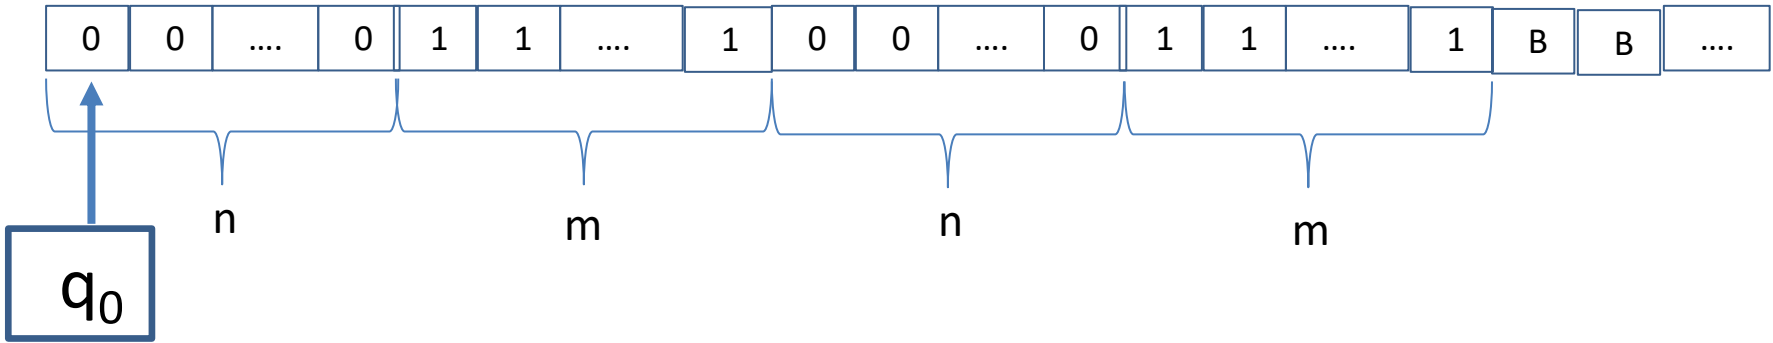 0 0 .... 0 1 1 .... 1 0 0 .... 0 1 1 .... 1 B B ....
n m n m
q₀